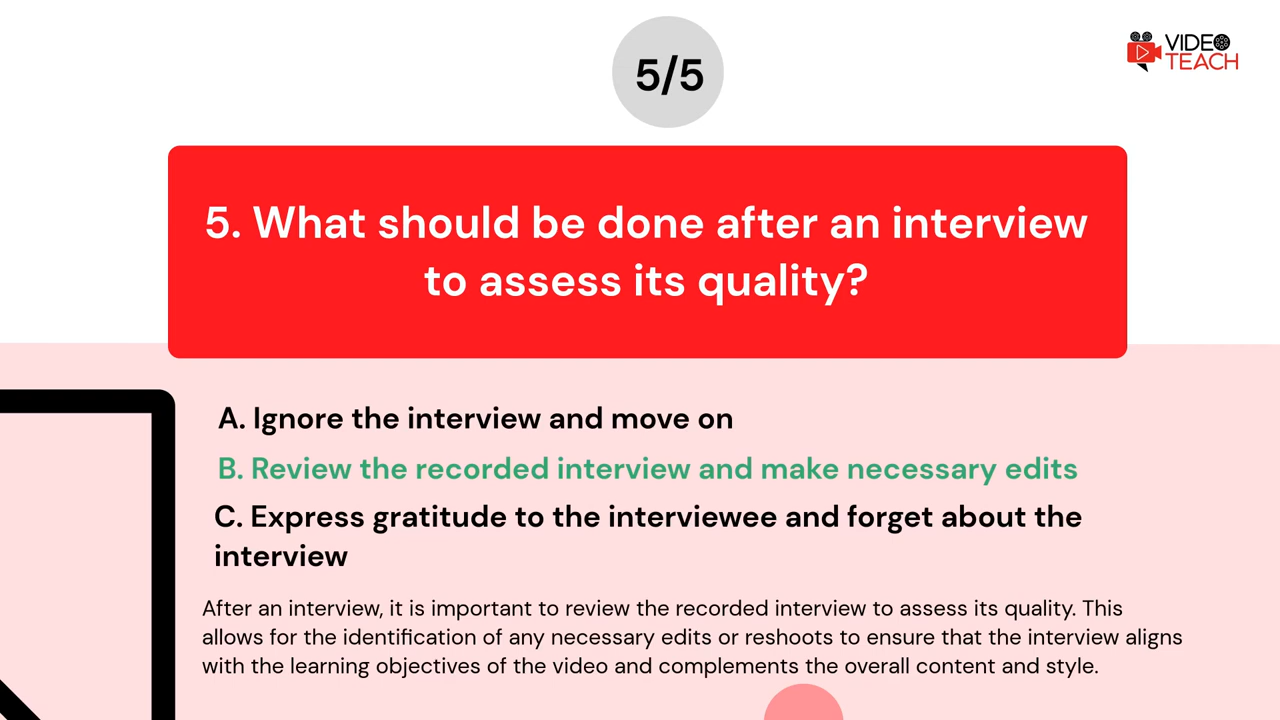 5/5
VIDEO
TEACH
5. What should be done after an interview
to assess its quality?
A. Ignore the interview and move on
B. Review the recorded interview and make necessary edits
C. Express gratitude to the interviewee and forget about the
interview
After an interview, it is important to review the recorded interview to assess its quality. This
allows for the identification of any necessary edits or reshoots to ensure that the interview aligns
with the learning objectives of the video and complements the overall content and style.